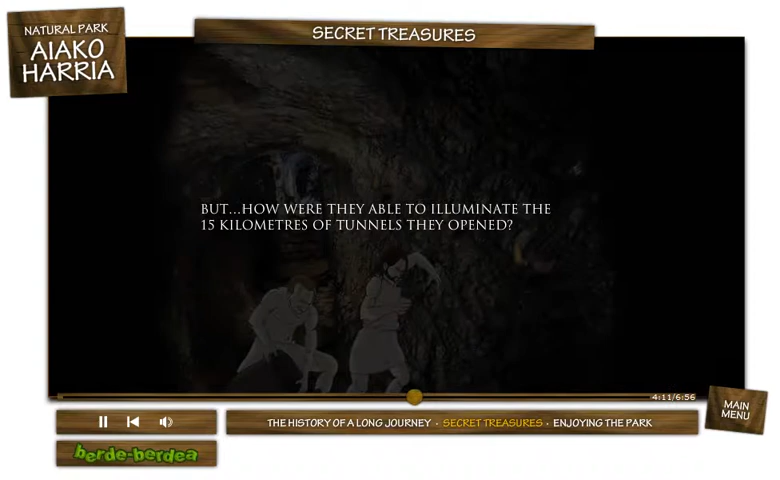 NATURAL PARK
AIAKO
HARRIA
SECRET TREASURES
BUT...HOW WERE THEY ABLE TO ILLUMINATE THE
15 KILOMETRES OF TUNNELS THEY OPENED?
4:11/6:56
THE HISTORY OF A LONG JOURNEY • SECRET TREASURES • ENJOYING THE PARK
MAIN
MENU
berde-berdea